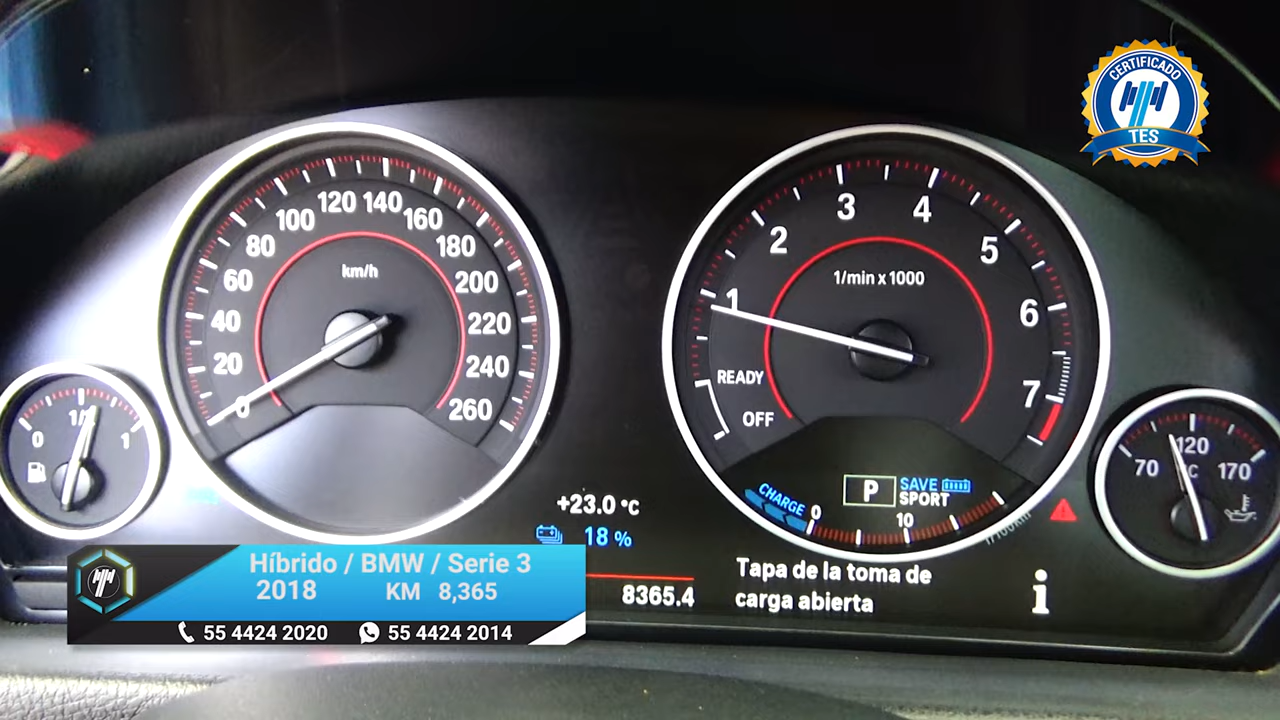 CERTIFICADO
TES
0 20 40 60 80 100 120 140 160 180 200 220 240 260
km/h
1 2 3 4 5 6 7
1/min x 1000
READY
OFF
0 1/2 1
70 120 170
°C
CHARGE 0 10
P
SAVE
SPORT
+23.0 °C
18 %
8365.4
Tapa de la toma de
carga abierta
i
Híbrido / BMW / Serie 3
2018 KM 8,365
55 4424 2020 55 4424 2014